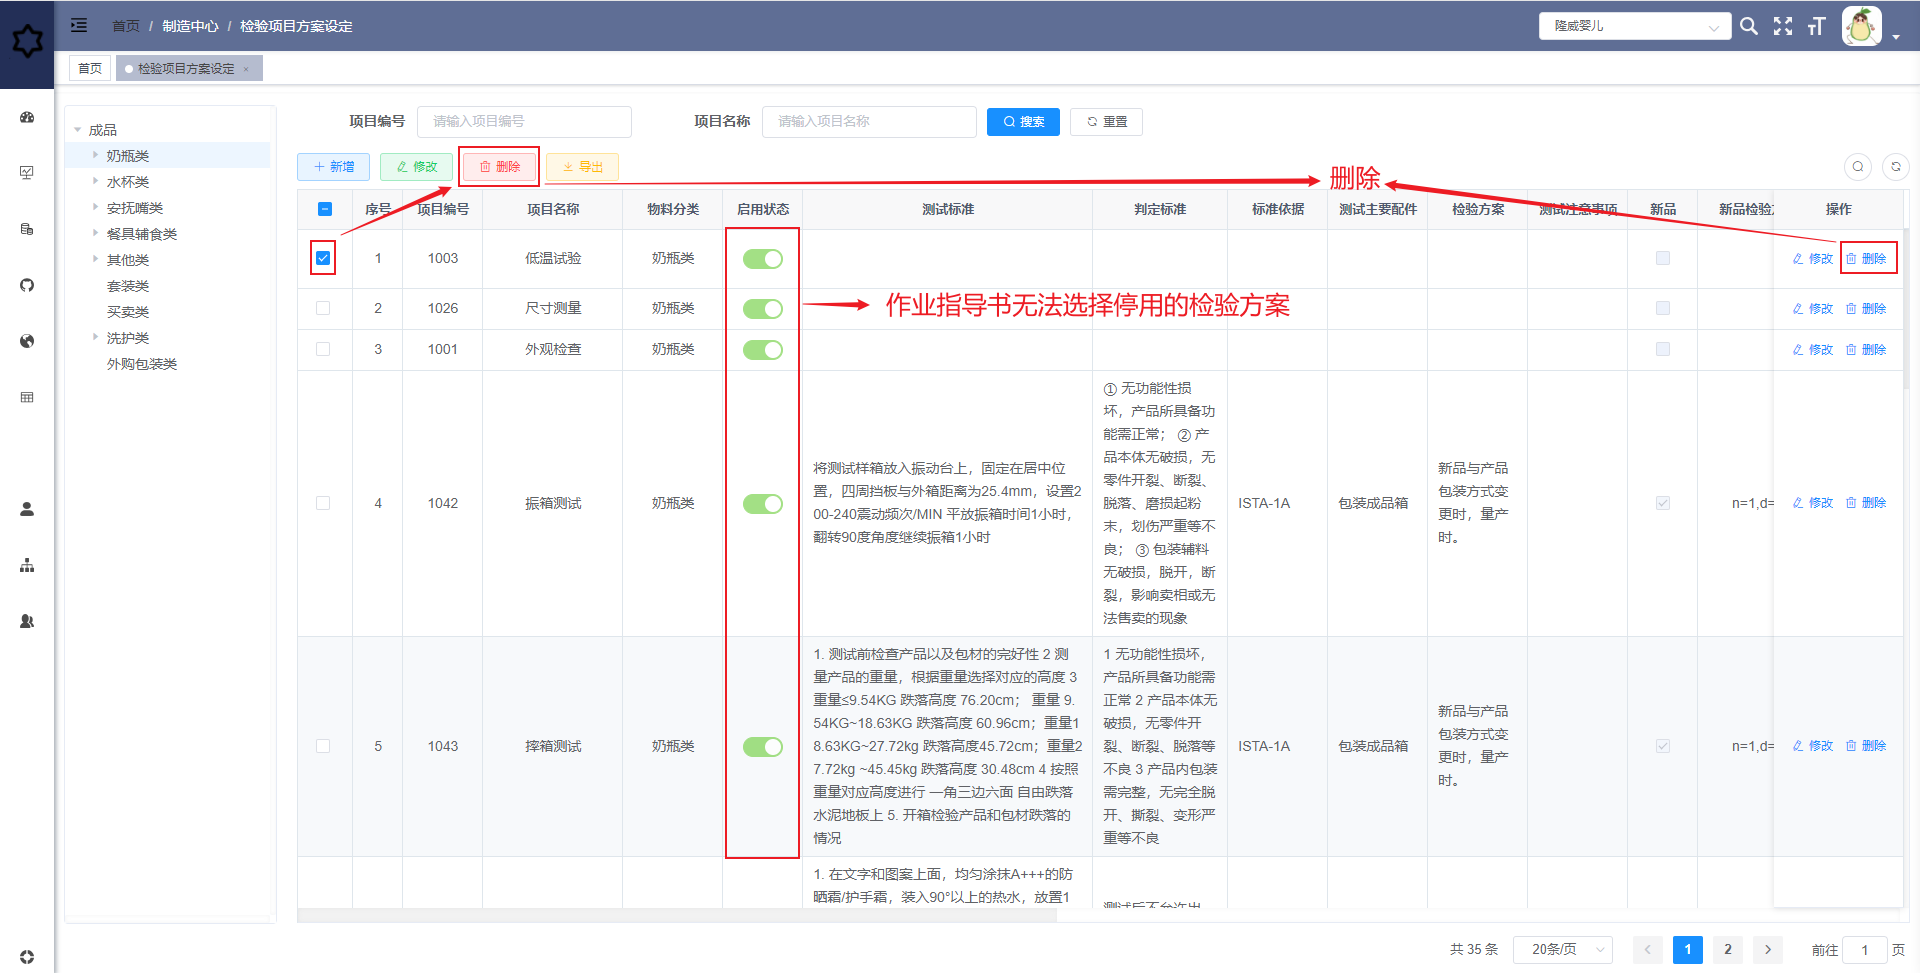 首页 / 制造中心 / 检验项目方案设定
隆威婴儿
首页
检验项目方案设定 ×
成品
奶瓶类
水杯类
安抚嘴类
餐具辅食类
其他类
套装类
买卖类
洗护类
外购包装类
项目编号 请输入项目编号 项目名称 请输入项目名称 搜索 重置
新增 修改 删除 导出
删除
序号 项目编号 项目名称 物料分类 启用状态 测试标准 判定标准 标准依据 测试主要配件 检验方案 测试注意事项 新品 新品检验 操作
1 1003 低温试验 奶瓶类 修改 删除
2 1026 尺寸测量 奶瓶类 修改 删除
作业指导书无法选择停用的检验方案
3 1001 外观检查 奶瓶类 修改 删除
4 1042 振箱测试 奶瓶类
将测试样箱放入振动台上，固定在居中位
置，四周挡板与外箱距离为25.4mm，设置2
00-240震动频次/MIN 平放振箱时间1小时，
翻转90度角度继续振箱1小时
① 无功能性损
坏，产品所具备功
能需正常； ② 产
品本体无破损，无
零件开裂、断裂、
脱落、磨损起粉
末，划伤严重等不
良； ③ 包装辅料
无破损，脱开，断
裂，影响卖相或无
法售卖的现象
ISTA-1A 包装成品箱
新品与产品
包装方式变
更时，量产
时。
n=1,d= 修改 删除
5 1043 摔箱测试 奶瓶类
1. 测试前检查产品以及包材的完好性 2 测
量产品的重量，根据重量选择对应的高度 3
重量≤9.54KG 跌落高度 76.20cm； 重量 9.
54KG~18.63KG 跌落高度 60.96cm；重量1
8.63KG~27.72kg 跌落高度45.72cm；重量2
7.72kg ~45.45kg 跌落高度 30.48cm 4 按照
重量对应高度进行 一角三边六面 自由跌落
水泥地板上 5. 开箱检验产品和包材跌落的
情况
1 无功能性损坏，
产品所具备功能需
正常 2 产品本体无
破损，无零件开
裂、断裂、脱落等
不良 3 产品内包装
需完整，无完全脱
开、撕裂、变形严
重等不良
ISTA-1A 包装成品箱
新品与产品
包装方式变
更时，量产
时。
n=1,d= 修改 删除
1. 在文字和图案上面，均匀涂抹A+++的防
晒霜/护手霜，装入90°以上的热水，放置1
测试后不允许出
共 35 条 20条/页 1 2 前往 1 页